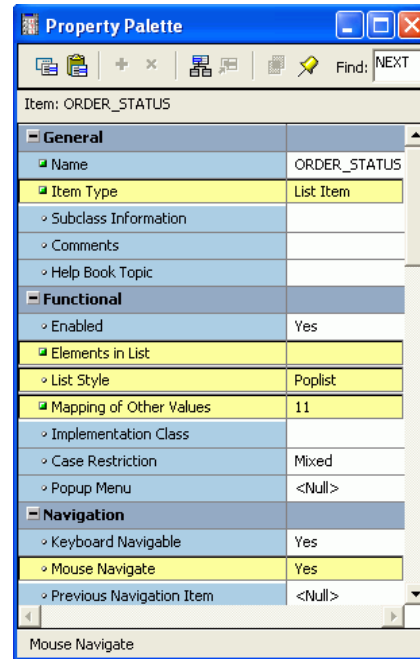 Property Palette
Find: NEXT
Item: ORDER_STATUS
General
Name ORDER_STATUS
Item Type List Item
Subclass Information
Comments
Help Book Topic
Functional
Enabled Yes
Elements in List
List Style Poplist
Mapping of Other Values 11
Implementation Class
Case Restriction Mixed
Popup Menu <Null>
Navigation
Keyboard Navigable Yes
Mouse Navigate Yes
Previous Navigation Item <Null>
Mouse Navigate